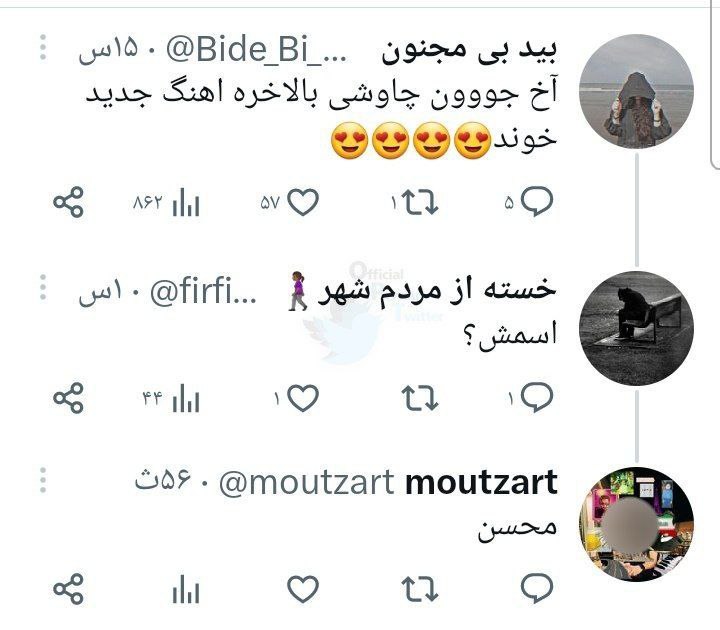 بید بی مجنون @Bide_Bi_... · ۱۵س
آخ جوووون چاوشی بالاخره اهنگ جدید
خوند😍😍😍😍
۵ ۱ ۵۷ ۸۶۲
Official
خسته از مردم شهر🚶🏾‍♀️ @firfi... · ۱۰س
Twitter
اسمش؟
۱ ۱ ۴۴
moutzart @moutzart · ۵۶ث
محسن